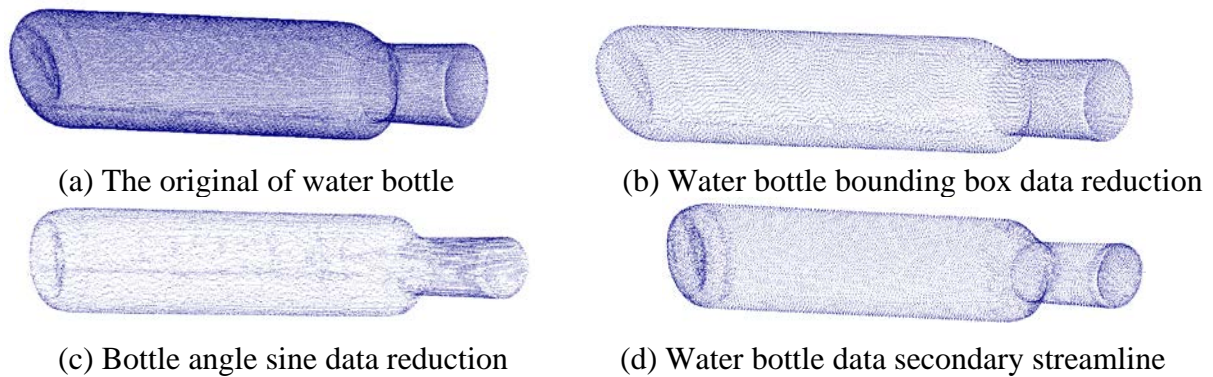 (a) The original of water bottle
(b) Water bottle bounding box data reduction
(c) Bottle angle sine data reduction
(d) Water bottle data secondary streamline